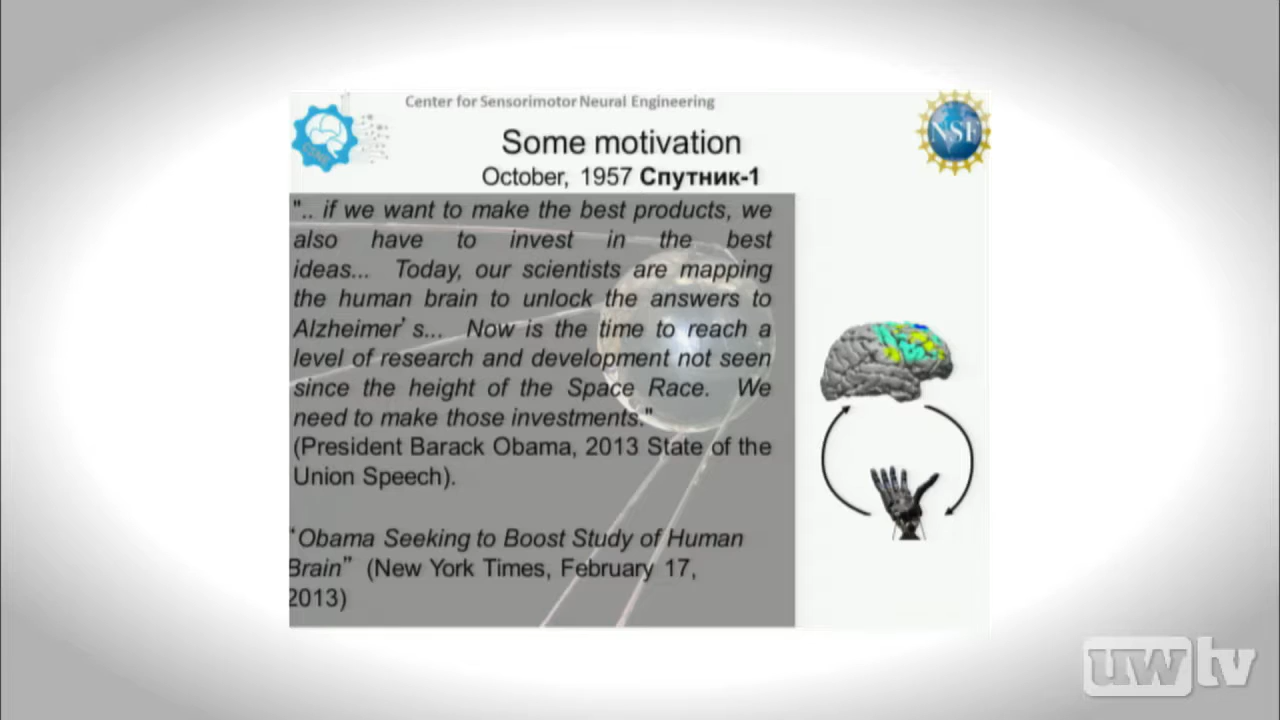 Center for Sensorimotor Neural Engineering
CSNE
NSF
Some motivation
October, 1957 Спутник-1
".. if we want to make the best products, we
also have to invest in the best
ideas... Today, our scientists are mapping
the human brain to unlock the answers to
Alzheimer's... Now is the time to reach a
level of research and development not seen
since the height of the Space Race. We
need to make those investments."
(President Barack Obama, 2013 State of the
Union Speech).
"Obama Seeking to Boost Study of Human
Brain" (New York Times, February 17,
2013)
uwtv